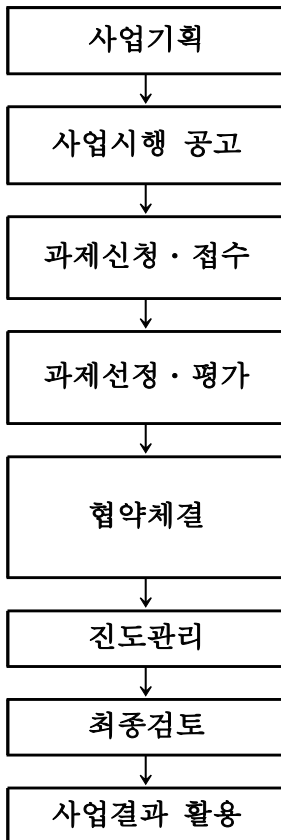 사업기획
사업시행 공고
과제신청·접수
과제선정·평가
협약체결
진도관리
최종검토
사업결과 활용